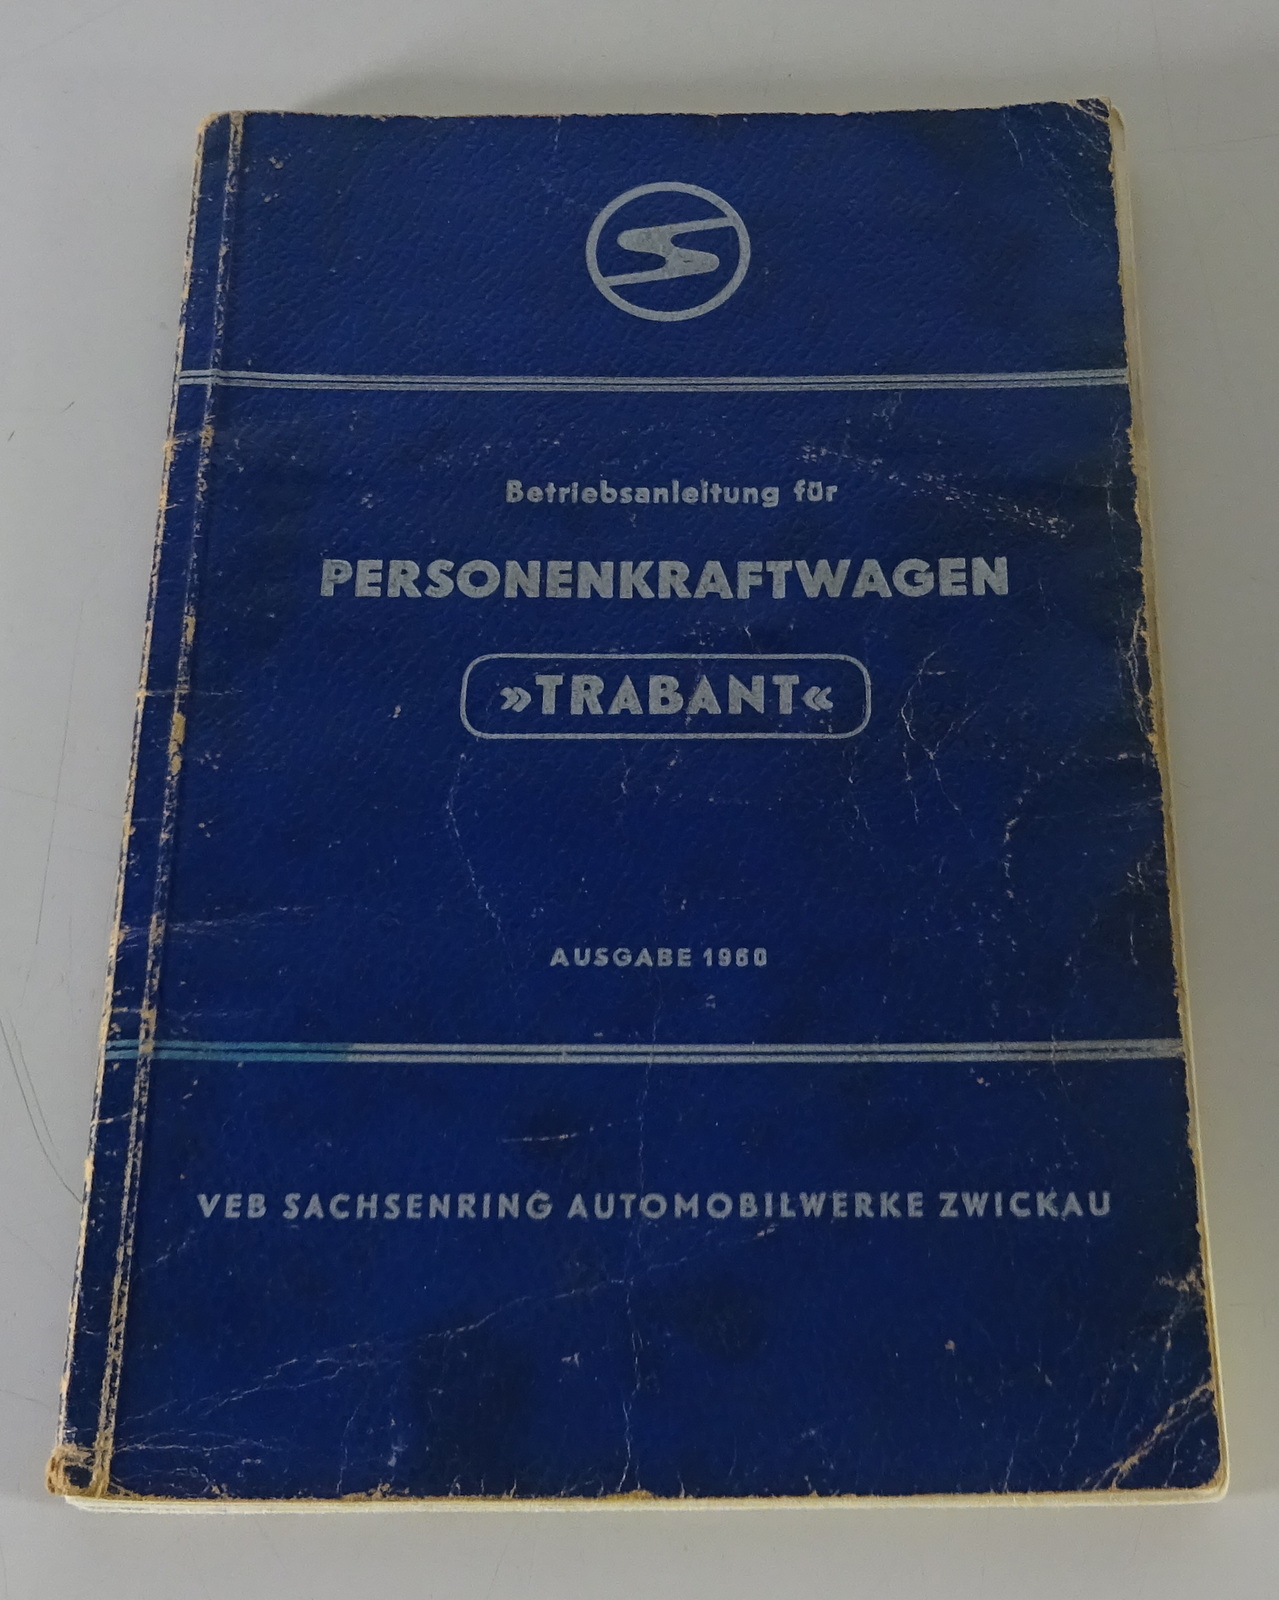 Betriebsanleitung für
PERSONENKRAFTWAGEN
»TRABANT«
AUSGABE 1960
VEB SACHSENRING AUTOMOBILWERKE ZWICKAU